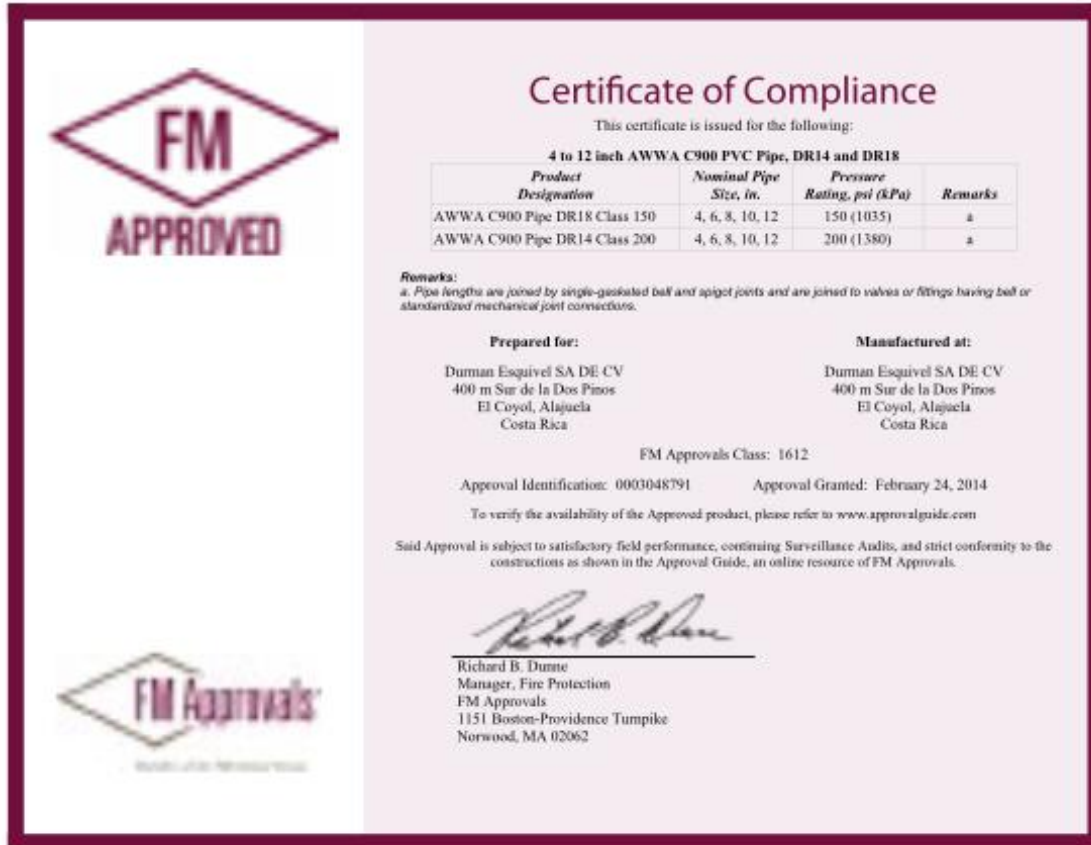 FM
APPROVED
Certificate of Compliance
This certificate is issued for the following:
4 to 12 inch AWWA C900 PVC Pipe, DR14 and DR18
Product Designation Nominal Pipe Size, in. Pressure Rating, psi (kPa) Remarks
AWWA C900 Pipe DR18 Class 150 4, 6, 8, 10, 12 150 (1035) a
AWWA C900 Pipe DR14 Class 200 4, 6, 8, 10, 12 200 (1380) a
Remarks:
a. Pipe lengths are joined by single-gasketed bell and spigot joints and are joined to valves or fittings having bell or
standardized mechanical joint connections.
Prepared for:
Durman Esquivel SA DE CV
400 m Sur de la Dos Pinos
El Coyol, Alajuela
Costa Rica
Manufactured at:
Durman Esquivel SA DE CV
400 m Sur de la Dos Pinos
El Coyol, Alajuela
Costa Rica
FM Approvals Class: 1612
Approval Identification: 0003048791 Approval Granted: February 24, 2014
To verify the availability of the Approved product, please refer to www.approvalguide.com
Said Approval is subject to satisfactory field performance, continuing Surveillance Audits, and strict conformity to the
constructions as shown in the Approval Guide, an online resource of FM Approvals.
Richard B. Dunne
Manager, Fire Protection
FM Approvals
1151 Boston-Providence Turnpike
Norwood, MA 02062
FM Approvals